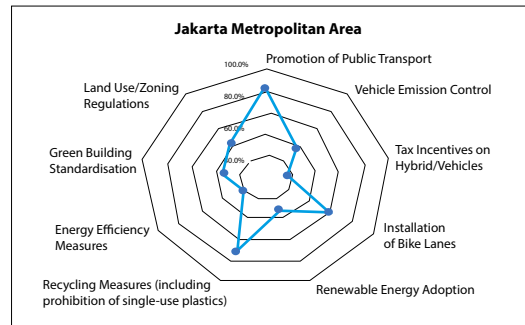 Jakarta Metropolitan Area
100.0%
Promotion of Public Transport
Land Use/Zoning
Regulations
80.0%
Vehicle Emission Control
60.0%
Green Building
Standardisation
40.0%
Tax Incentives on
Hybrid/Vehicles
Energy Efficiency
Measures
Installation
of Bike Lanes
Recycling Measures (including
prohibition of single-use plastics)
Renewable Energy Adoption